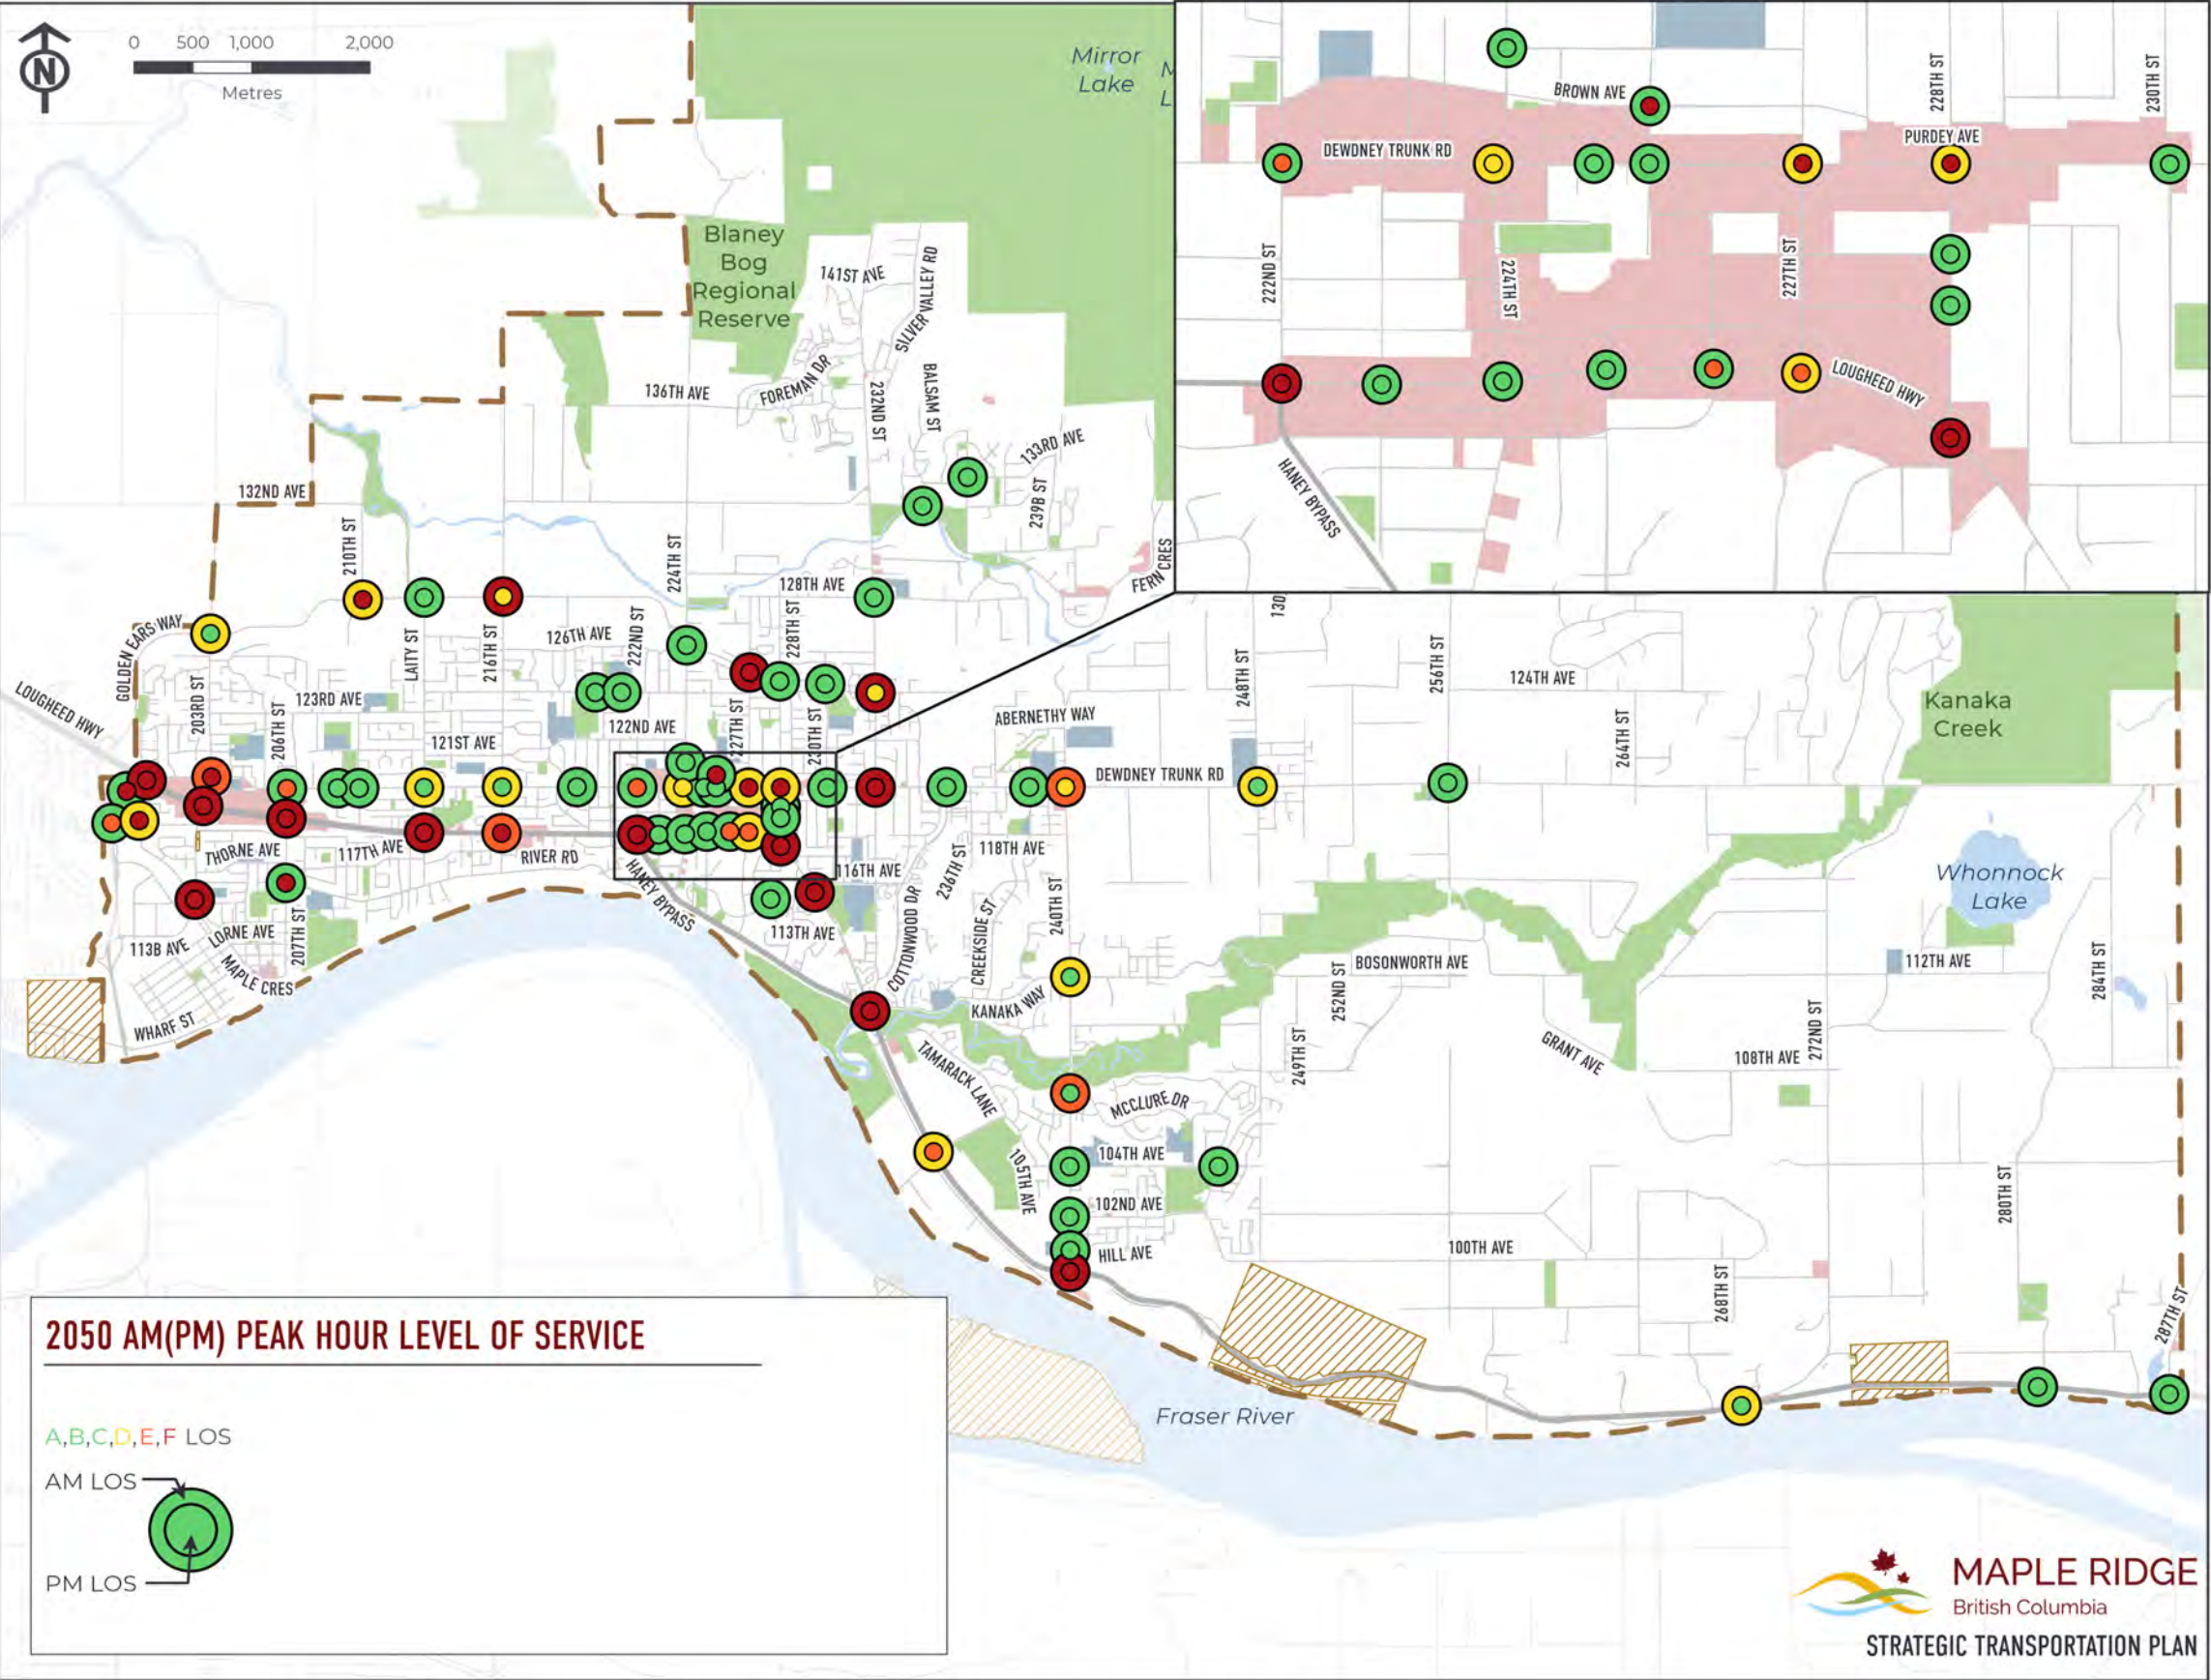 N
0 500 1,000 2,000
Metres
Mirror
Lake
M
L
Blaney
Bog
Regional
Reserve
141ST AVE
SILVER VALLEY RD
136TH AVE
FOREMAN DR
232ND ST
BALSAM ST
133RD AVE
239B ST
132ND AVE
210TH ST
224TH ST
128TH AVE
FERN CRES
GOLDEN EARS WAY
LAITY ST
216TH ST
126TH AVE
222ND ST
228TH ST
LOUGHEED HWY
203RD ST
123RD AVE
206TH ST
121ST AVE
122ND AVE
227TH ST
230TH ST
ABERNETHY WAY
DEWDNEY TRUNK RD
THORNE AVE
117TH AVE
RIVER RD
HANEY BYPASS
116TH AVE
118TH AVE
236TH ST
240TH ST
113B AVE
LORNE AVE
207TH ST
MAPLE CRES
WHARF ST
113TH AVE
COTTONWOOD DR
CREEKSIDE ST
KANAKA WAY
TAMARACK LANE
MCCLURE DR
105TH AVE
104TH AVE
102ND AVE
HILL AVE
BROWN AVE
228TH ST
230TH ST
DEWDNEY TRUNK RD
PURDEY AVE
222ND ST
224TH ST
227TH ST
LOUGHEED HWY
HANEY BYPASS
130
248TH ST
256TH ST
124TH AVE
264TH ST
Kanaka
Creek
Whonnock
Lake
BOSONWORTH AVE
252ND ST
249TH ST
GRANT AVE
112TH AVE
284TH ST
272ND ST
108TH AVE
280TH ST
100TH AVE
268TH ST
287TH ST
Fraser River
2050 AM(PM) PEAK HOUR LEVEL OF SERVICE
A,B,C,D,E,F LOS
AM LOS
PM LOS
MAPLE RIDGE
British Columbia
STRATEGIC TRANSPORTATION PLAN